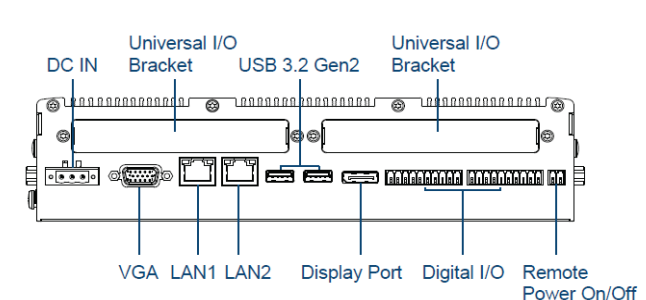 Universal I/O
Bracket
Universal I/O
Bracket
DC IN
USB 3.2 Gen2
VGA
LAN1
LAN2
Display Port
Digital I/O
Remote
Power On/Off